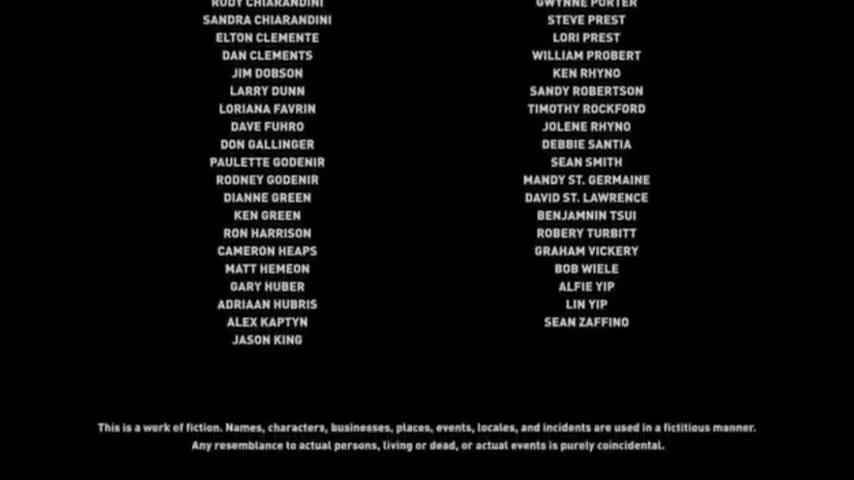 RUDY CHIARANDINI
SANDRA CHIARANDINI
ELTON CLEMENTE
DAN CLEMENTS
JIM DOBSON
LARRY DUNN
LORIANA FAVRIN
DAVE FUHRO
DON GALLINGER
PAULETTE GODENIR
RODNEY GODENIR
DIANNE GREEN
KEN GREEN
RON HARRISON
CAMERON HEAPS
MATT HEMEON
GARY HUBER
ADRIAAN HUBRIS
ALEX KAPTYN
JASON KING
GWYNNE PORTER
STEVE PREST
LORI PREST
WILLIAM PROBERT
KEN RHYNO
SANDY ROBERTSON
TIMOTHY ROCKFORD
JOLENE RHYNO
DEBBIE SANTIA
SEAN SMITH
MANDY ST. GERMAINE
DAVID ST. LAWRENCE
BENJAMNIN TSUI
ROBERY TURBITT
GRAHAM VICKERY
BOB WIELE
ALFIE YIP
LIN YIP
SEAN ZAFFINO
This is a work of fiction. Names, characters, businesses, places, events, locales, and incidents are used in a fictitious manner.
Any resemblance to actual persons, living or dead, or actual events is purely coincidental.